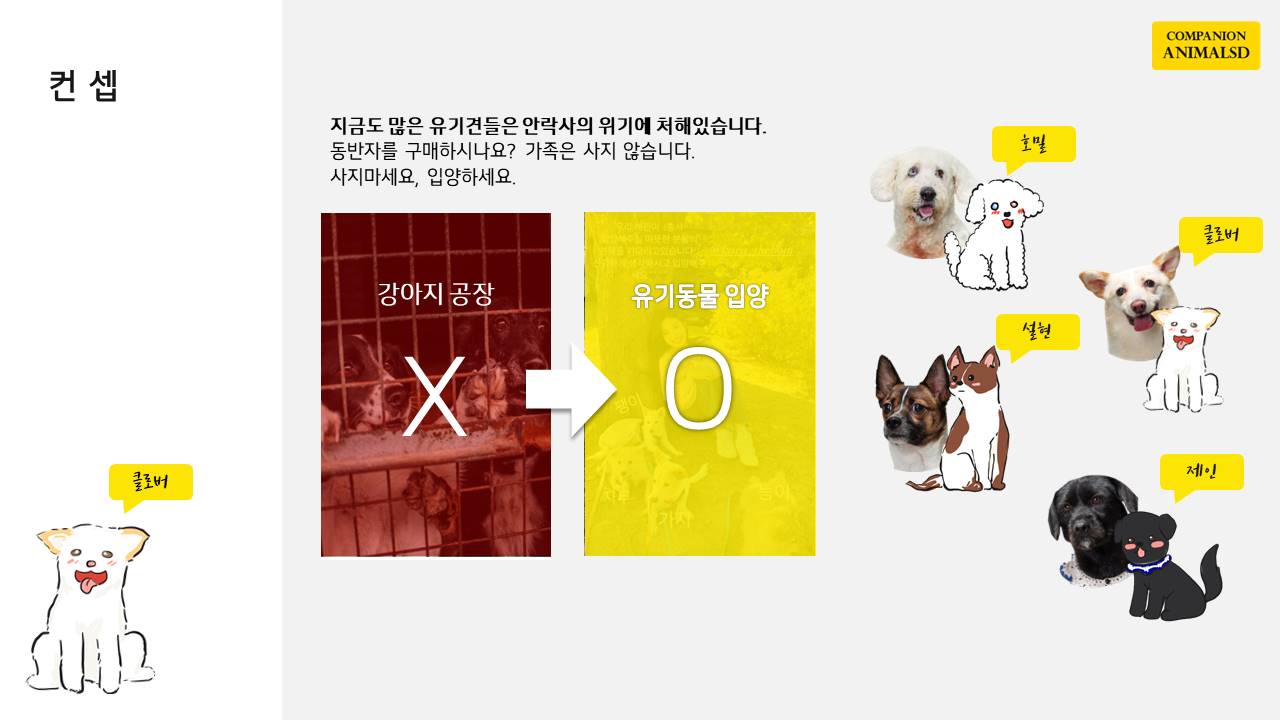 컨 셉
COMPANION
ANIMALSD
지금도 많은 유기견들은 안락사의 위기에 처해있습니다.
동반자를 구매하시나요? 가족은 사지 않습니다.
사지마세요, 입양하세요.
강아지 공장
X
유기동물 입양
O
땡이
가지
호밀
클로버
설현
제인
클로버